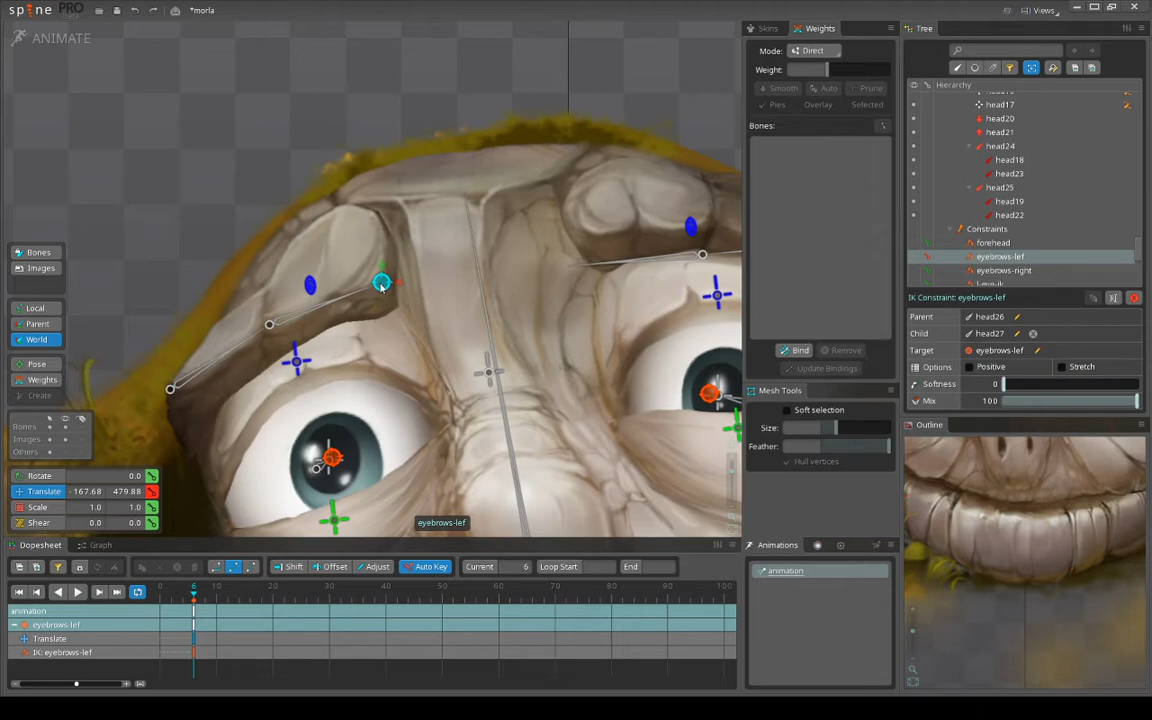 spine PRO
beta
*morla
Views
ANIMATE
Skins
Weights
Tree
Mode:
Direct
Weight:
Smooth
Auto
Prune
Pies
Overlay
Selected
Bones:
Hierarchy
head17
head20
head21
head24
head18
head23
head25
head19
head22
Constraints
forehead
eyebrows-lef
eyebrows-right
l-eye-ik
IK Constraint: eyebrows-lef
Parent
head26
Child
head27
Target
eyebrows-lef
Options
Positive
Stretch
Softness
0
Mix
100
Bones
Images
Local
Parent
World
Pose
Weights
Create
Bones
Images
Others
Rotate
0.0
Translate
-167.68
479.88
Scale
1.0
1.0
Shear
0.0
0.0
eyebrows-lef
Bind
Remove
Update Bindings
Mesh Tools
Soft selection
Size:
Feather:
Hull vertices
Outline
Dopesheet
Graph
Shift
Offset
Adjust
Auto Key
Current
6
Loop Start
End
0
6
10
20
30
40
50
60
70
80
90
100
animation
eyebrows-lef
Translate
IK: eyebrows-lef
Animations
animation